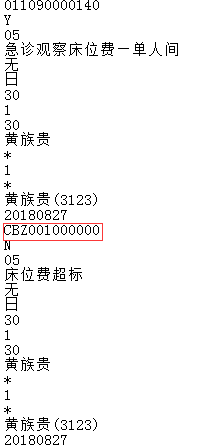 011090000140
Y
05
急诊观察床位费－单人间
无
日
30
1
30
黄族贵
*
1
*
黄族贵(3123)
20180827
CBZ001000000
N
05
床位费超标
无
日
30
1
30
黄族贵
*
1
*
黄族贵(3123)
20180827